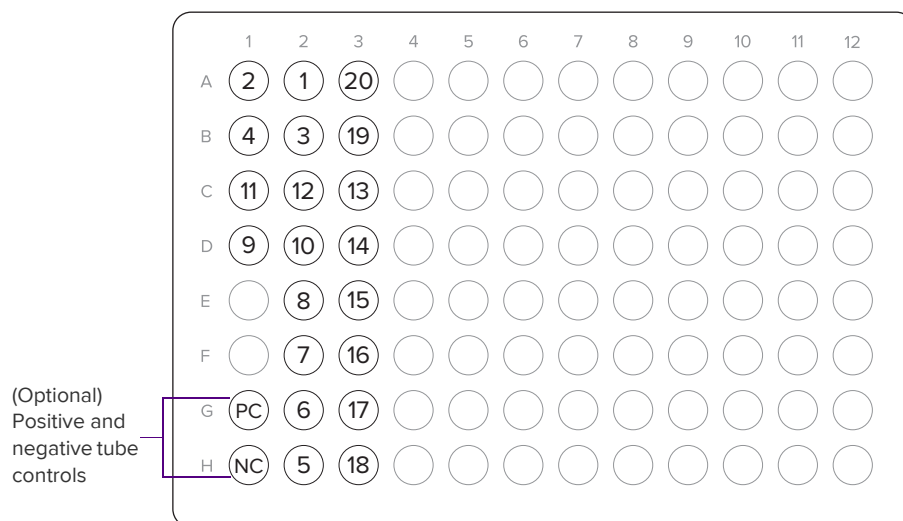 1 2 3 4 5 6 7 8 9 10 11 12
A 2 1 20
B 4 3 19
C 11 12 13
D 9 10 14
E 8 15
F 7 16
G PC 6 17
H NC 5 18
(Optional)
Positive and
negative tube
controls